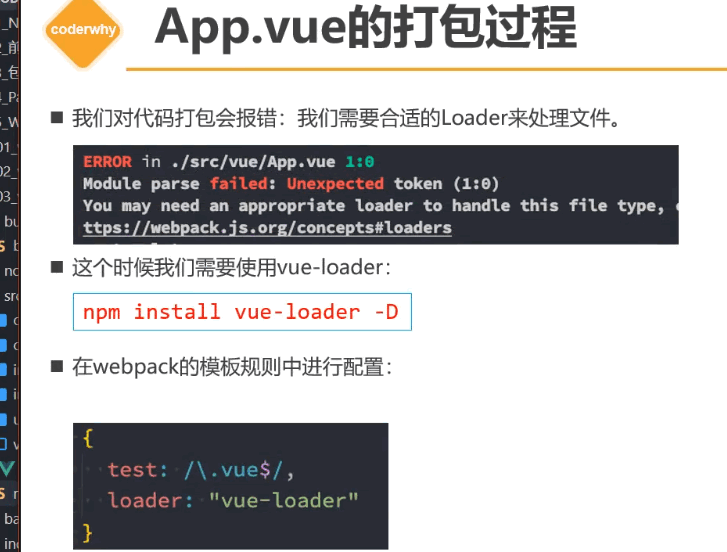 coderwhy
App.vue的打包过程
■ 我们对代码打包会报错：我们需要合适的Loader来处理文件。
ERROR in ./src/vue/App.vue 1:0
Module parse failed: Unexpected token (1:0)
You may need an appropriate loader to handle this file type,
ttps://webpack.js.org/concepts#loaders
■ 这个时候我们需要使用vue-loader：
npm install vue-loader -D
■ 在webpack的模板规则中进行配置：
{
test: /\.vue$/,
loader: "vue-loader"
}